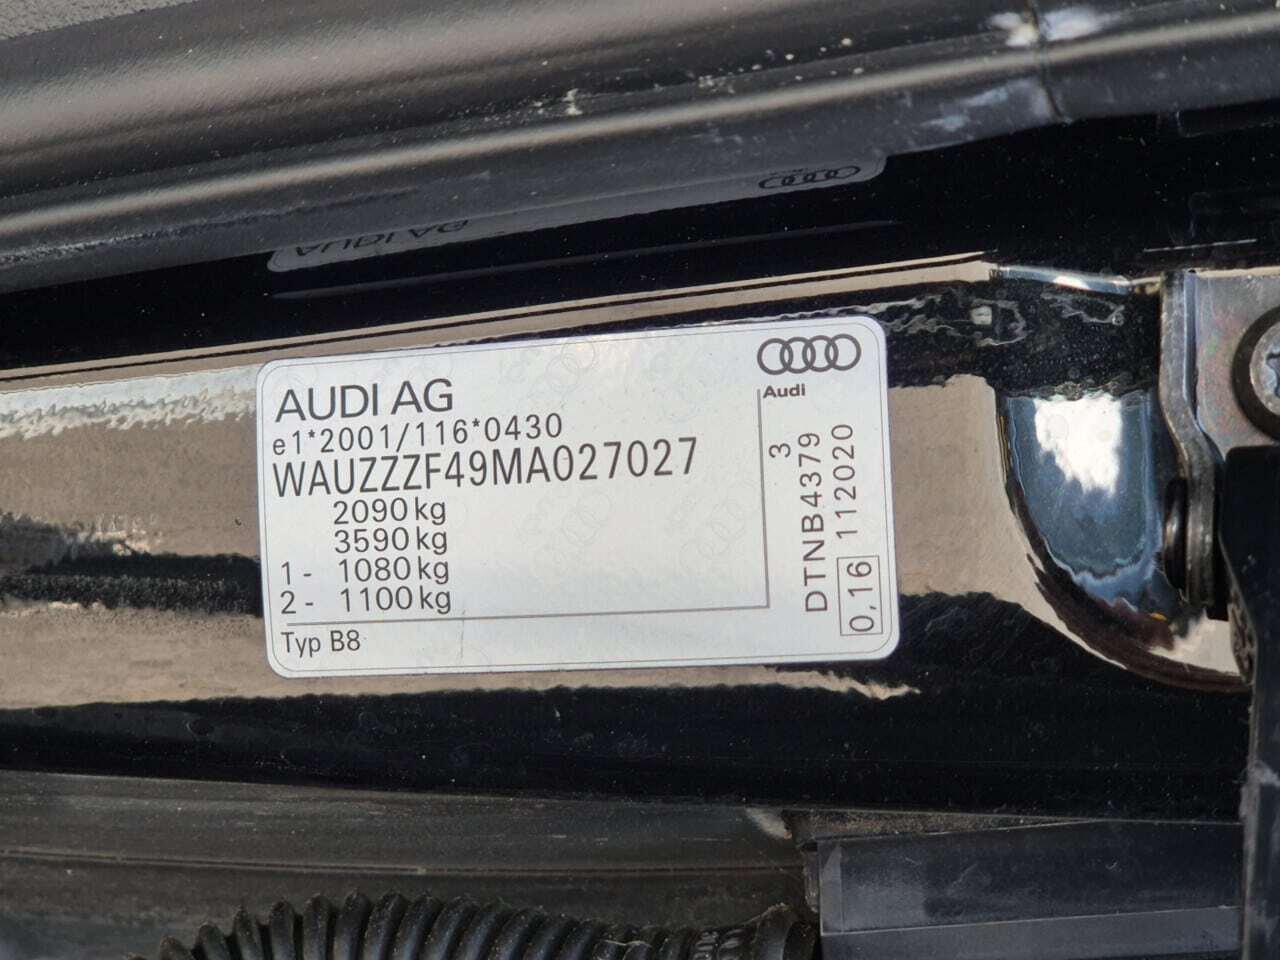 AUDI AG
e1*2001/116*0430
WAUZZZF49MA027027
2090 kg
3590 kg
1 - 1080 kg
2 - 1100 kg
Typ B8
Audi
3
DTNB4379
0,16 112020